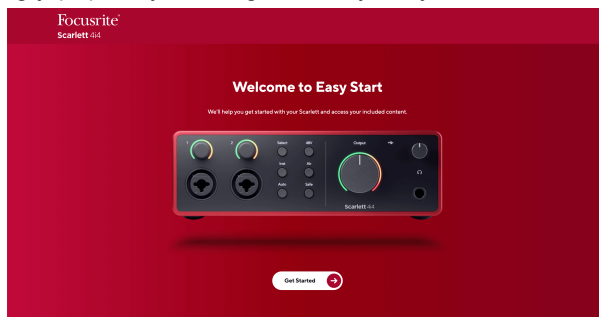 Focusrite
Scarlett 4i4
Welcome to Easy Start
We'll help you get started with your Scarlett and access your included content.
1 2 Select 48V Output
Inst Air
Auto Safe
Scarlett 4i4
Get Started